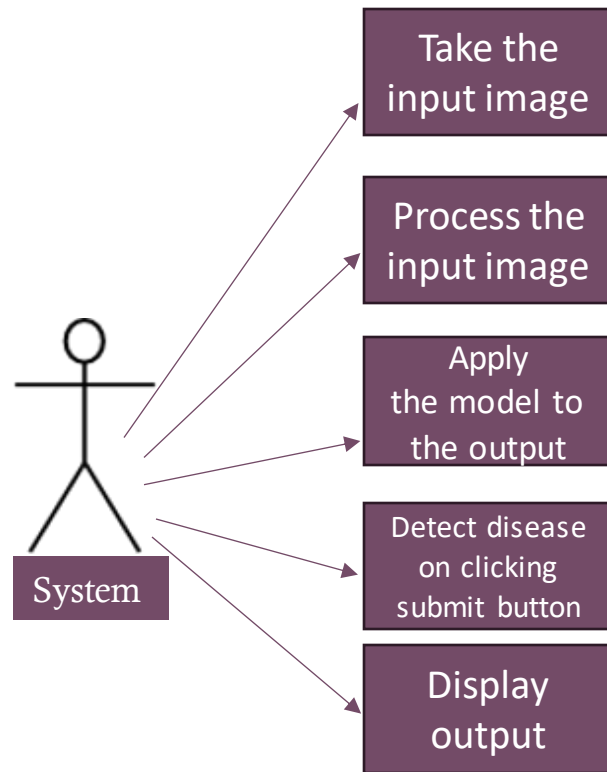 Take the
input image
Process the
input image
Apply
the model to
the output
Detect disease
on clicking
submit button
System
Display
output